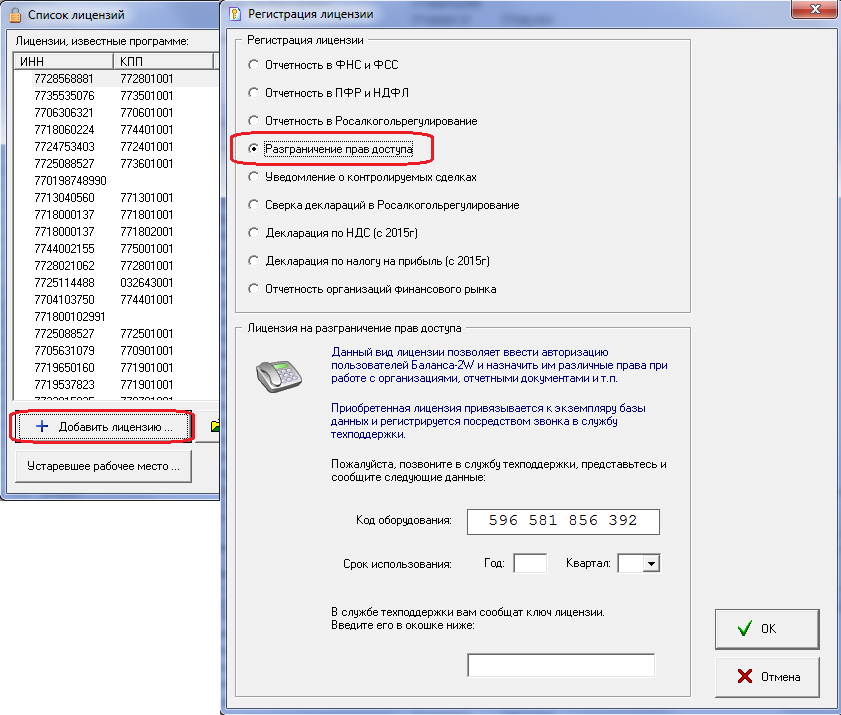 Список лицензий
Лицензии, известные программе:
ИНН КПП
7728568881 772801001
7735535076 773501001
7706306321 770601001
7718060224 774401001
7724753403 772401001
7725088527 773601001
770198748990
7713040560 771301001
7718000137 771801001
7718000137 771802001
7744002155 775001001
7728021062 772801001
7725114488 032643001
7704103750 774401001
771800102991
7725088527 772501001
7705631079 770901001
7719650160 771901001
7719537823 771901001
Добавить лицензию ...
Устаревшее рабочее место ...
Регистрация лицензии
Регистрация лицензии
Отчетность в ФНС и ФСС
Отчетность в ПФР и НДФЛ
Отчетность в Росалкогольрегулирование
Разграничение прав доступа
Уведомление о контролируемых сделках
Сверка деклараций в Росалкогольрегулирование
Декларация по НДС (с 2015г)
Декларация по налогу на прибыль (с 2015г)
Отчетность организаций финансового рынка
Лицензия на разграничение прав доступа
Данный вид лицензии позволяет ввести авторизацию
пользователей Баланса-2W и назначить им различные права при
работе с организациями, отчетными документами и т.п.
Приобретенная лицензия привязывается к экземпляру базы
данных и регистрируется посредством звонка в службу
техподдержки.
Пожалуйста, позвоните в службу техподдержки, представьтесь и
сообщите следующие данные:
Код оборудования: 596 581 856 392
Срок использования: Год: Квартал:
В службе техподдержки вам сообщат ключ лицензии.
Введите его в окошке ниже:
OK
Отмена